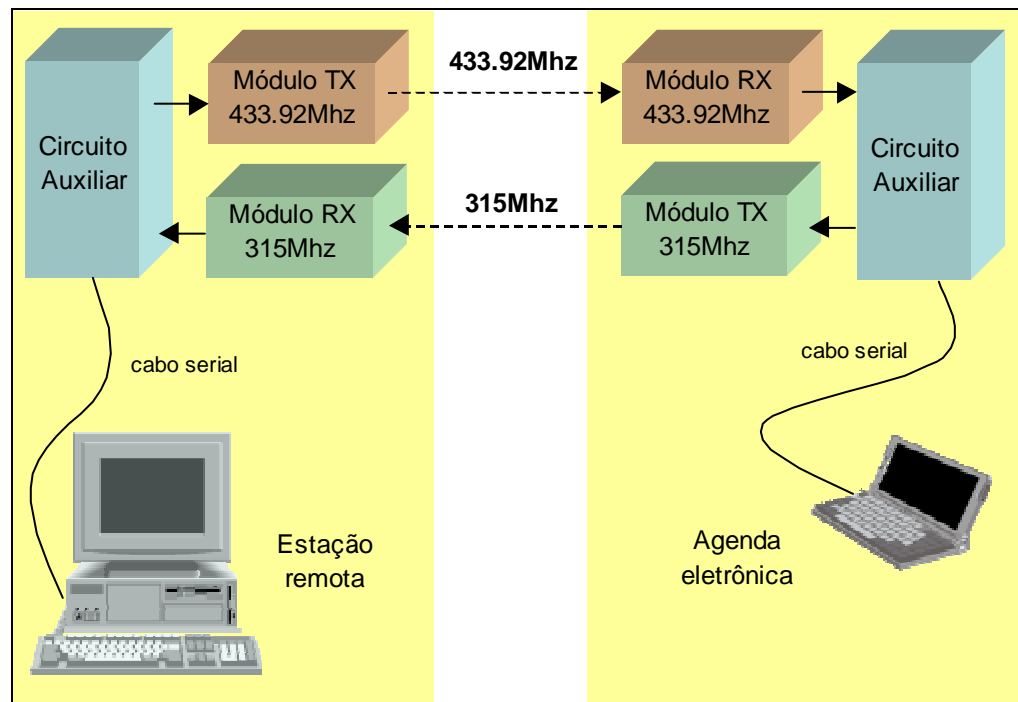 433.92Mhz
Módulo TX
433.92Mhz
Módulo RX
433.92Mhz
Circuito
Auxiliar
Circuito
Auxiliar
315Mhz
Módulo RX
315Mhz
Módulo TX
315Mhz
cabo serial
cabo serial
Estação
remota
Agenda
eletrônica